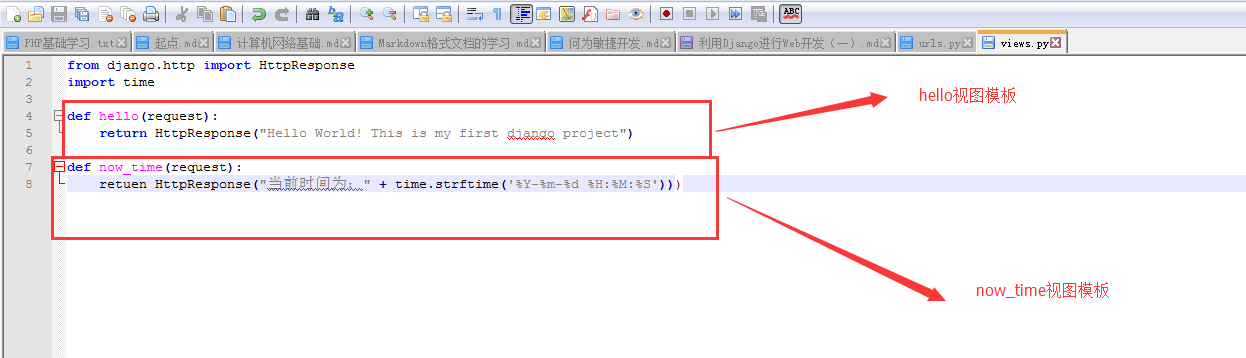 PHP基础学习.txt 起点.md 计算机网络基础.md Markdown格式文档的学习.md 何为敏捷开发.md 利用Django进行Web开发（一）.md urls.py views.py
1 from django.http import HttpResponse
2 import time
3
4 def hello(request):
5 return HttpResponse("Hello World! This is my first django project")
6
7 def now_time(request):
8 retuen HttpResponse("当前时间为：" + time.strftime('%Y-%m-%d %H:%M:%S')))
hello视图模板
now_time视图模板
ABC